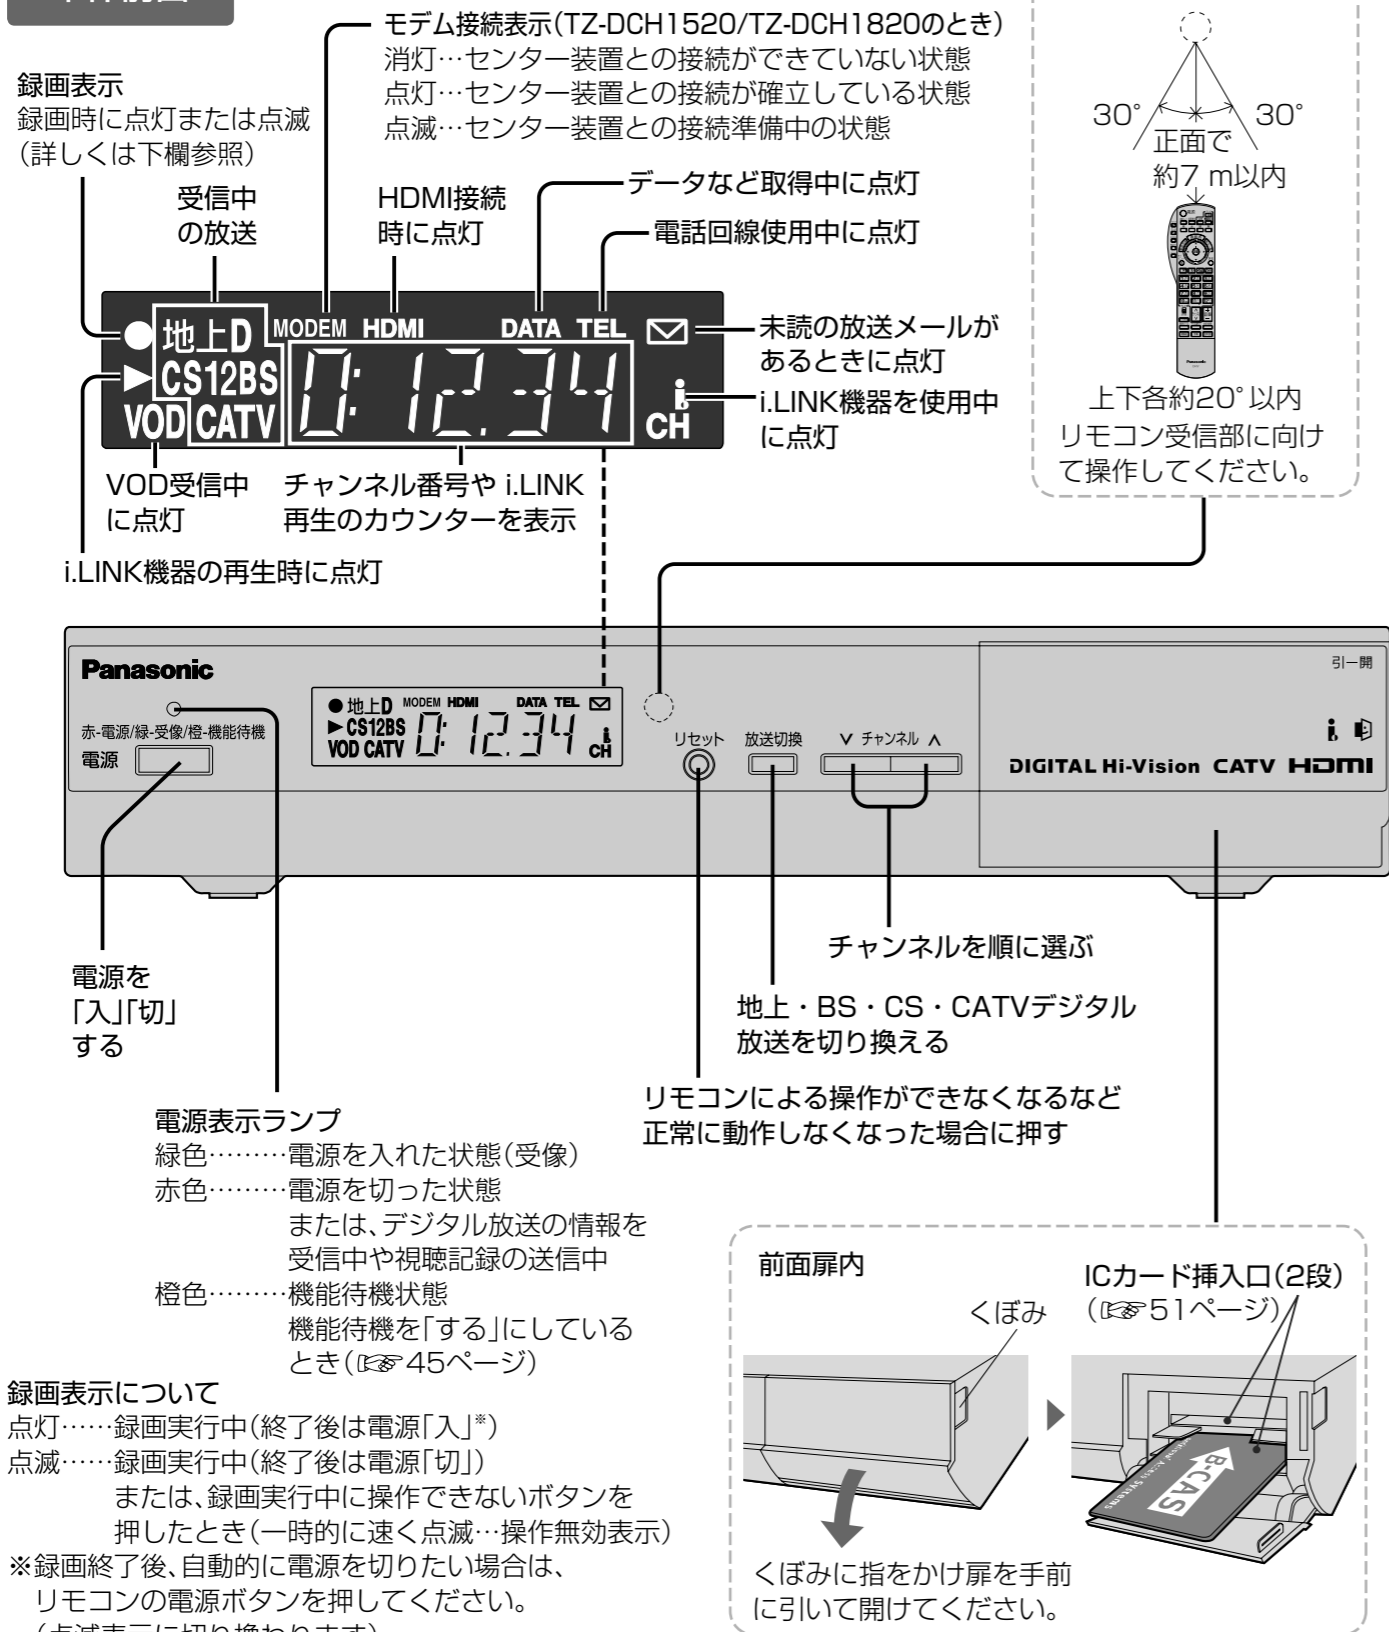 モデム接続表示(TZ-DCH1520/TZ-DCH1820のとき)
消灯…センター装置との接続ができていない状態
点灯…センター装置との接続が確立している状態
点滅…センター装置との接続準備中の状態
録画表示
録画時に点灯または点滅
(詳しくは下欄参照)
受信中
の放送
HDMI接続
時に点灯
データなど取得中に点灯
電話回線使用中に点灯
30° 30°
正面で
約7 m以内
Panasonic
上下各約20°以内
リモコン受信部に向け
て操作してください。
●地上D MODEM HDMI DATA TEL
▶CS12BS 0:12.34 i
VOD CATV CH
未読の放送メールが
あるときに点灯
i.LINK機器を使用中
に点灯
VOD受信中
に点灯
チャンネル番号や i.LINK
再生のカウンターを表示
i.LINK機器の再生時に点灯
Panasonic
引ー開
赤-電源/緑-受像/橙-機能待機
電源
●地上D MODEM HDMI DATA TEL
▶CS12BS 0:12.34 i
VOD CATV CH
リセット 放送切換 ∨ チャンネル ∧
i
DIGITAL Hi-Vision CATV HDMI
電源を
「入」「切」
する
チャンネルを順に選ぶ
地上・BS・CS・CATVデジタル
放送を切り換える
リモコンによる操作ができなくなるなど
正常に動作しなくなった場合に押す
電源表示ランプ
緑色………電源を入れた状態(受像)
赤色………電源を切った状態
または、デジタル放送の情報を
受信中や視聴記録の送信中
橙色………機能待機状態
機能待機を「する」にしている
とき(☞45ページ)
録画表示について
点灯……録画実行中(終了後は電源「入」※)
点滅……録画実行中(終了後は電源「切」)
または、録画実行中に操作できないボタンを
押したとき(一時的に速く点滅…操作無効表示)
※録画終了後、自動的に電源を切りたい場合は、
リモコンの電源ボタンを押してください。
(点滅表示に切り換わります)
前面扉内
くぼみ
ICカード挿入口(2段)
(☞51ページ)
B-CAS
Access Systems
くぼみに指をかけ扉を手前
に引いて開けてください。